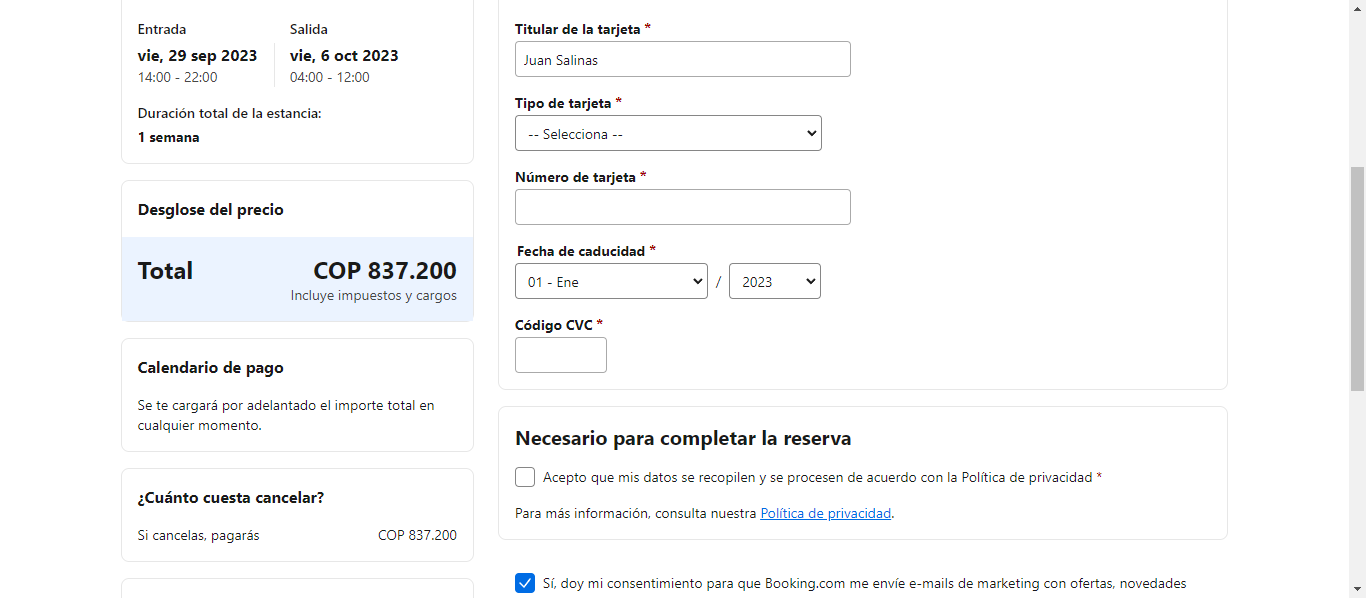 Entrada
Salida
vie, 29 sep 2023
vie, 6 oct 2023
14:00 - 22:00
04:00 - 12:00
Duración total de la estancia:
1 semana
Desglose del precio
Total
COP 837.200
Incluye impuestos y cargos
Calendario de pago
Se te cargará por adelantado el importe total en
cualquier momento.
¿Cuánto cuesta cancelar?
Si cancelas, pagarás
COP 837.200
Titular de la tarjeta *
Juan Salinas
Tipo de tarjeta *
-- Selecciona --
Número de tarjeta *
Fecha de caducidad *
01 - Ene
/
2023
Código CVC *
Necesario para completar la reserva
Acepto que mis datos se recopilen y se procesen de acuerdo con la Política de privacidad *
Para más información, consulta nuestra Política de privacidad.
Sí, doy mi consentimiento para que Booking.com me envíe e-mails de marketing con ofertas, novedades